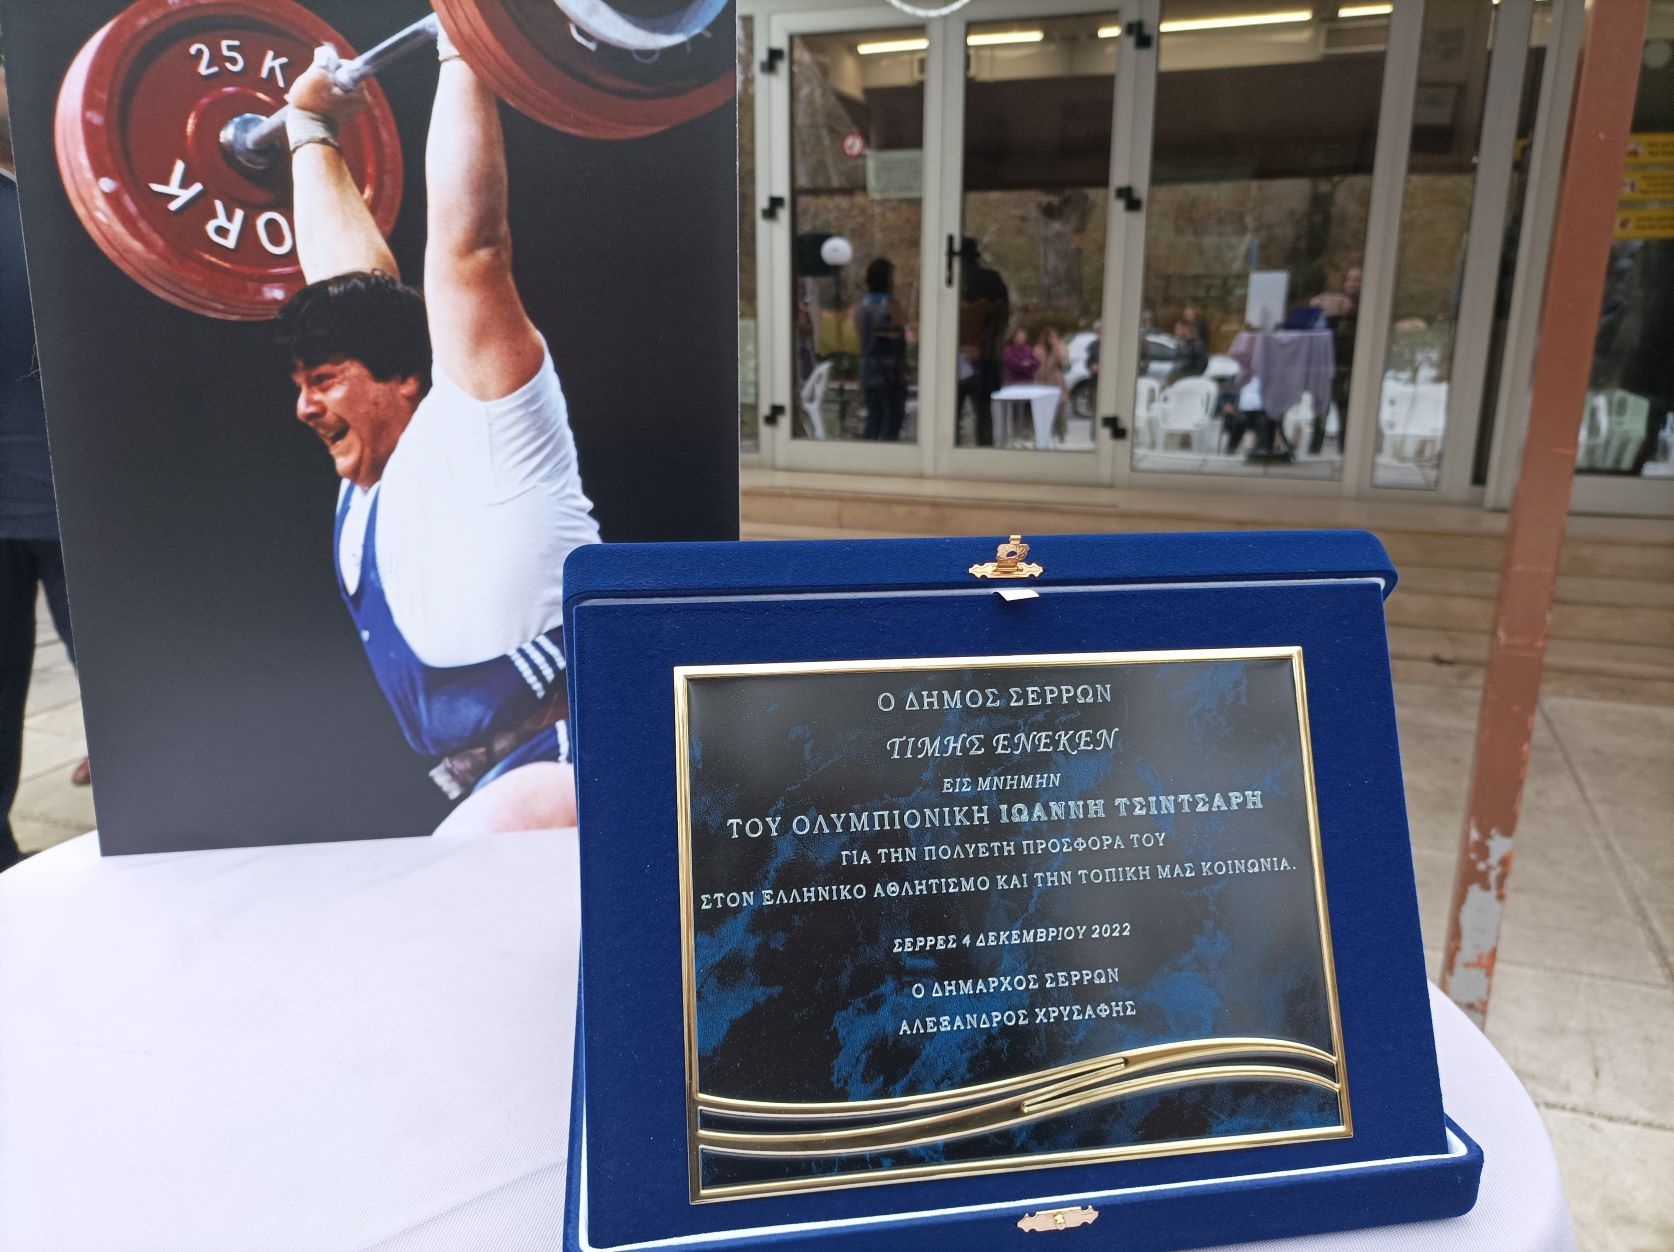 25 K
ORK
Ο ΔΗΜΟΣ ΣΕΡΡΩΝ
ΤΙΜΗΣ ΕΝΕΚΕΝ
ΕΙΣ ΜΝΗΜΗΝ
ΤΟΥ ΟΛΥΜΠΙΟΝΙΚΗ ΙΩΑΝΝΗ ΤΣΙΝΤΣΑΡΗ
ΓΙΑ ΤΗΝ ΠΟΛΥΕΤΗ ΠΡΟΣΦΟΡΑ ΤΟΥ
ΣΤΟΝ ΕΛΛΗΝΙΚΟ ΑΘΛΗΤΙΣΜΟ ΚΑΙ ΤΗΝ ΤΟΠΙΚΗ ΜΑΣ ΚΟΙΝΩΝΙΑ.
ΣΕΡΡΕΣ 4 ΔΕΚΕΜΒΡΙΟΥ 2022
Ο ΔΗΜΑΡΧΟΣ ΣΕΡΡΩΝ
ΑΛΕΞΑΝΔΡΟΣ ΧΡΥΣΑΦΗΣ